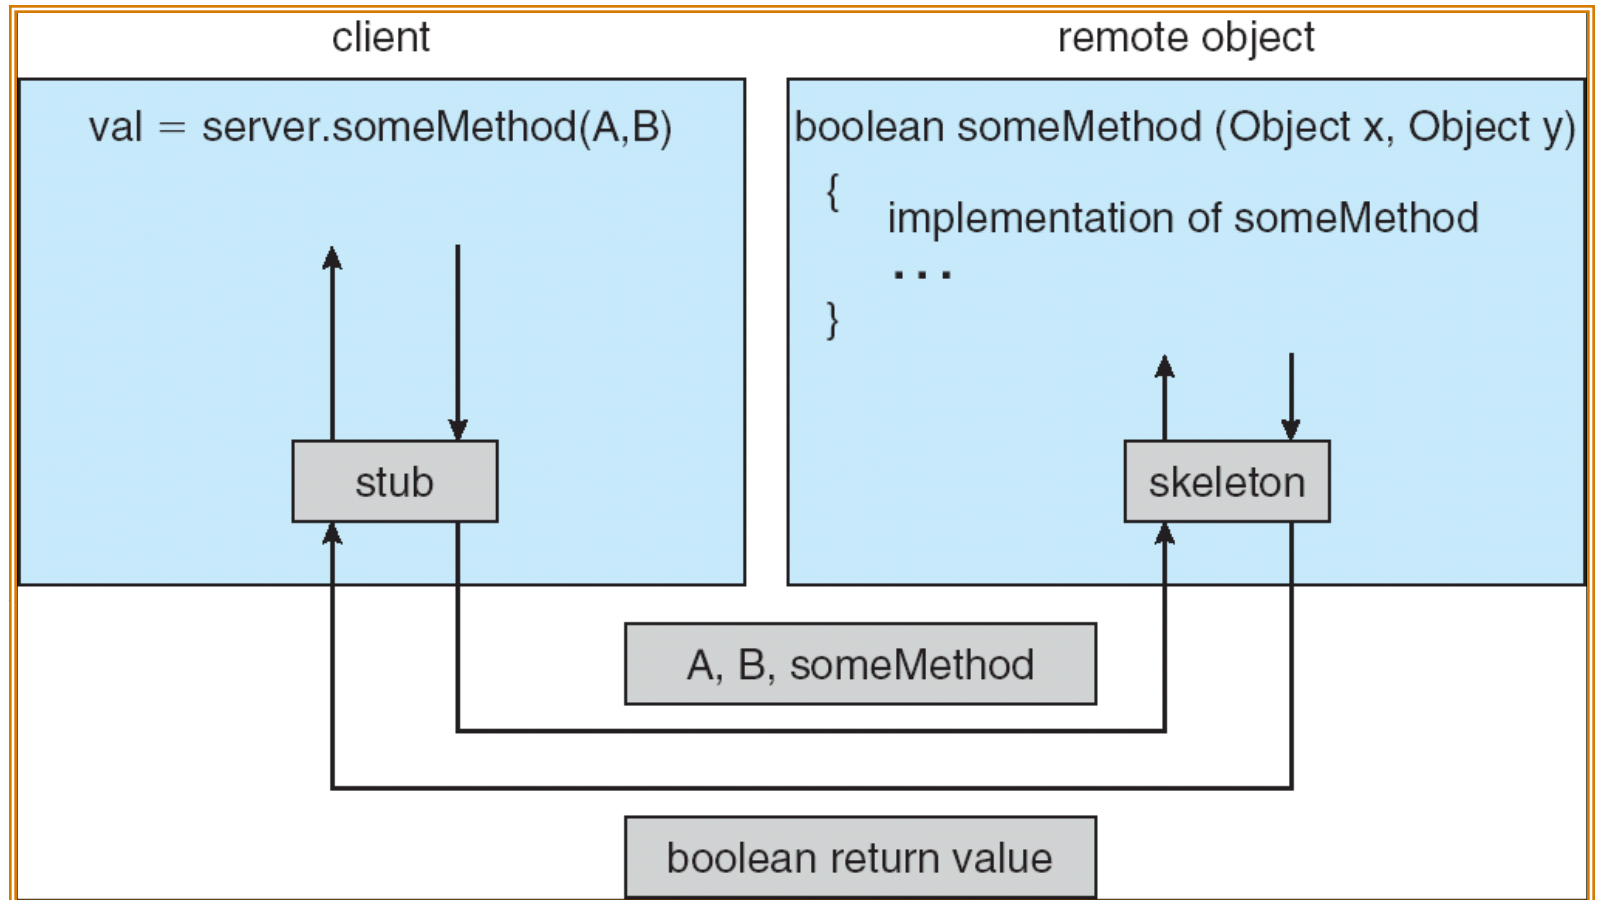 client
remote object
val = server.someMethod(A,B)
boolean someMethod (Object x, Object y)
{
implementation of someMethod
...
}
stub
skeleton
A, B, someMethod
boolean return value